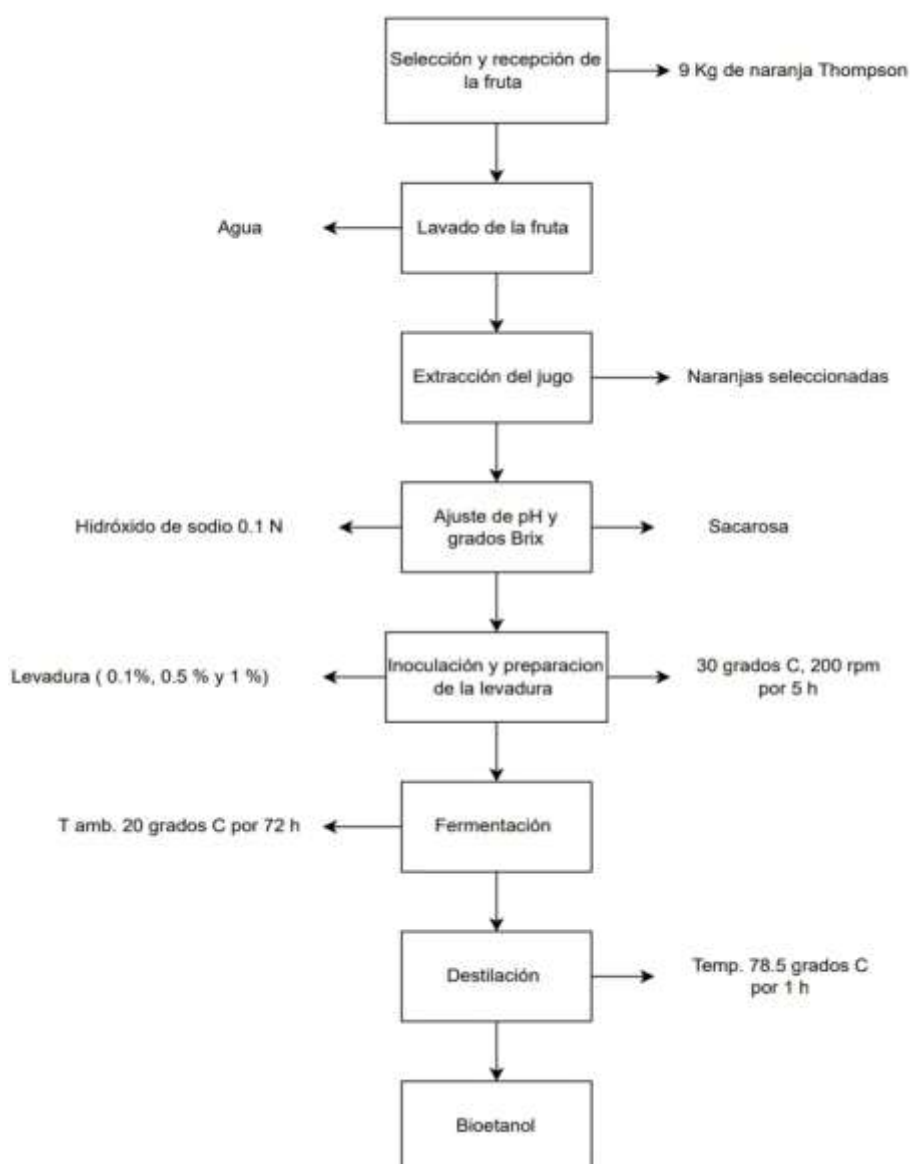 Selección y recepción de
la fruta
9 Kg de naranja Thompson
Agua
Lavado de la fruta
Extracción del jugo
Naranjas seleccionadas
Hidróxido de sodio 0.1 N
Ajuste de pH y
grados Brix
Sacarosa
Levadura ( 0.1%, 0.5 % y 1 %)
Inoculación y preparacion
de la levadura
30 grados C, 200 rpm
por 5 h
T amb. 20 grados C por 72 h
Fermentación
Destilación
Temp. 78.5 grados C
por 1 h
Bioetanol